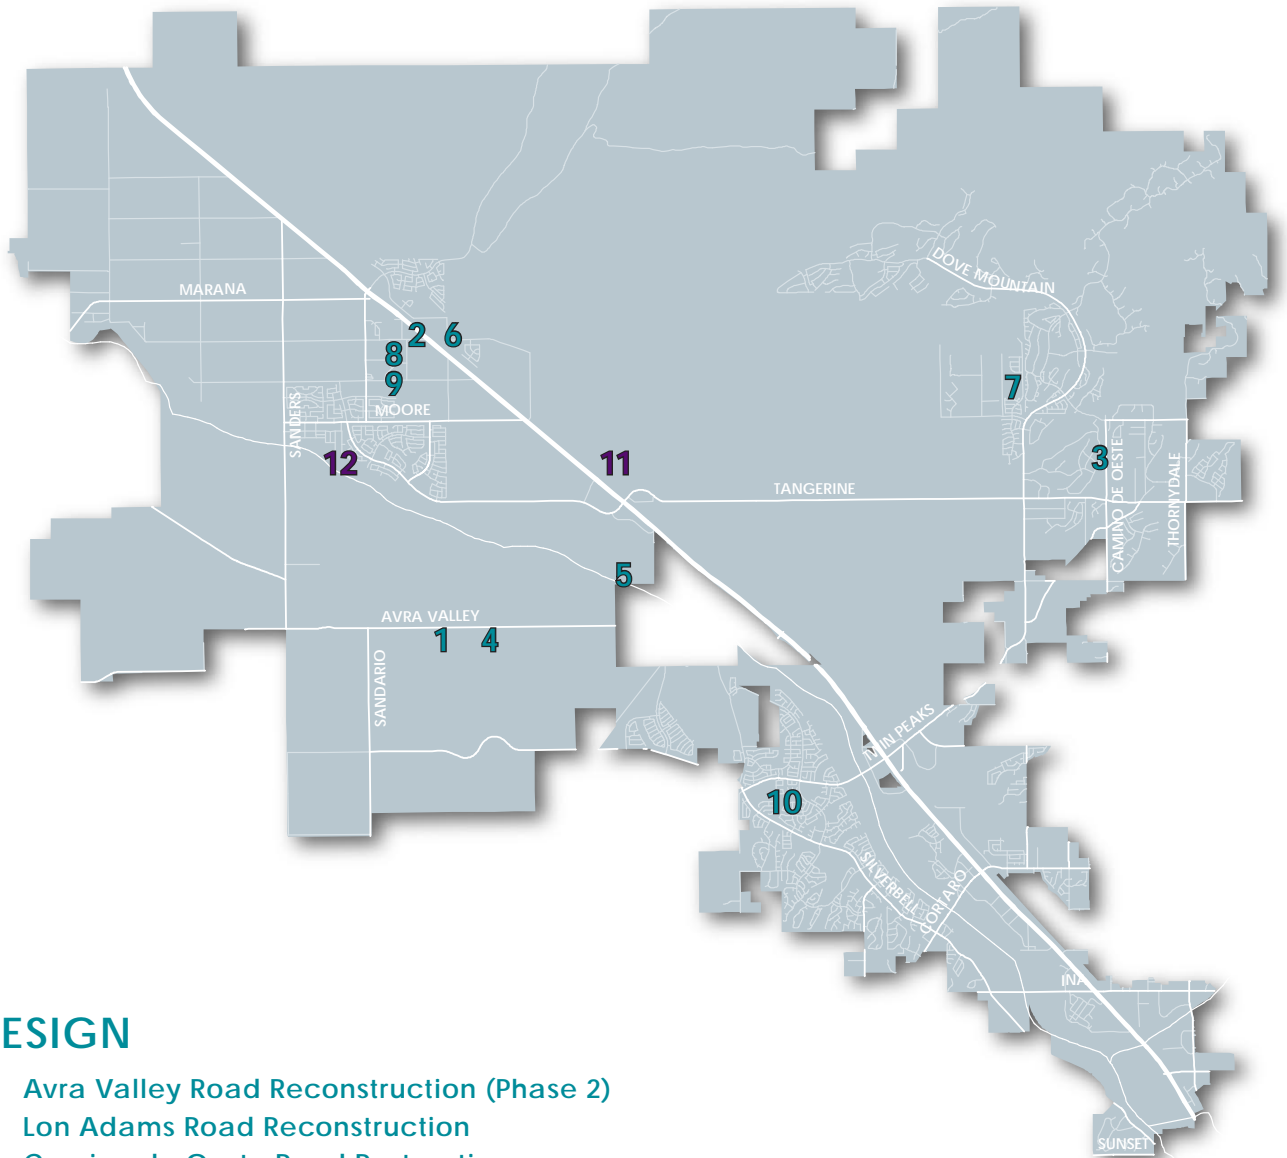 DOVE MOUNTAIN
MARANA
2
6
8
9
7
MOORE
SANDERS
12
11
3
CAMINO DE OESTE
THORNYDALE
TANGERINE
5
AVRA VALLEY
1
4
SANDARIO
TWIN PEAKS
10
SILVERBELL
CORTARO
INA
SUNSET
ESIGN
Avra Valley Road Reconstruction (Phase 2)
Lon Adams Road Reconstruction